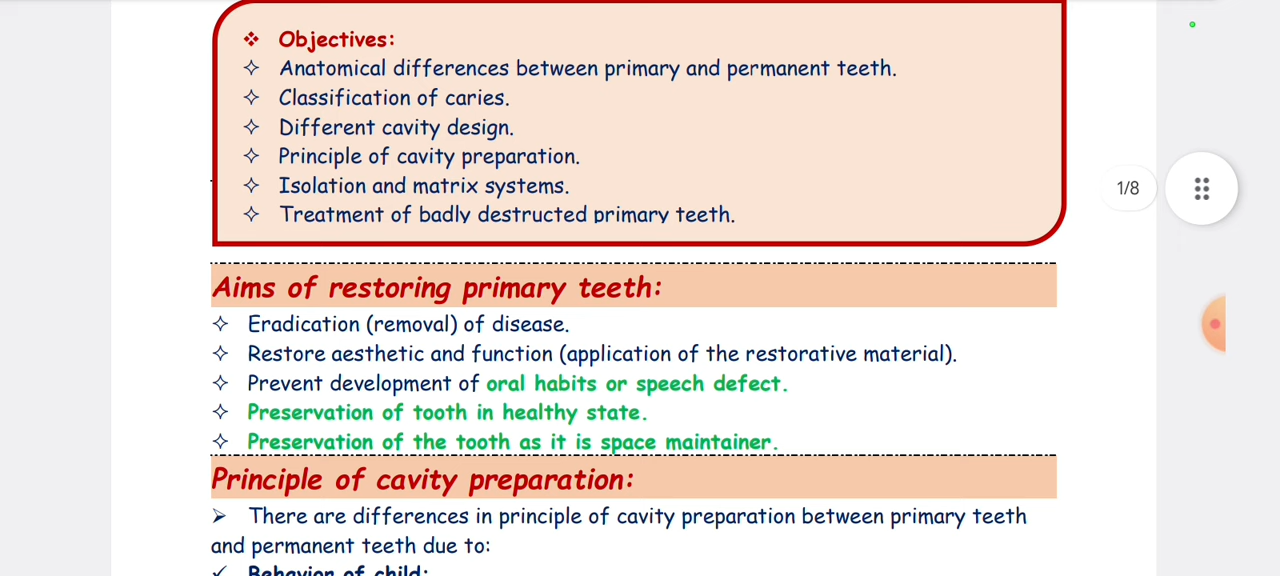 ❖ Objectives:
✧ Anatomical differences between primary and permanent teeth.
✧ Classification of caries.
✧ Different cavity design.
✧ Principle of cavity preparation.
✧ Isolation and matrix systems.
✧ Treatment of badly destructed primary teeth.
1/8
Aims of restoring primary teeth:
✧ Eradication (removal) of disease.
✧ Restore aesthetic and function (application of the restorative material).
✧ Prevent development of oral habits or speech defect.
✧ Preservation of tooth in healthy state.
✧ Preservation of the tooth as it is space maintainer.
Principle of cavity preparation:
➢ There are differences in principle of cavity preparation between primary teeth
and permanent teeth due to:
✓ Behavior of child: